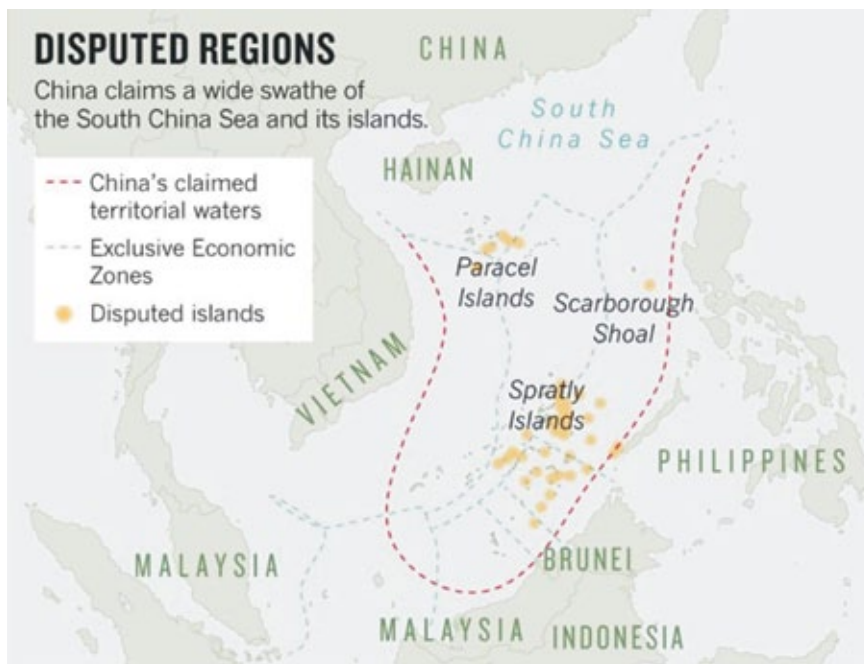 DISPUTED REGIONS
China claims a wide swathe of
the South China Sea and its islands.
China's claimed
territorial waters
Exclusive Economic
Zones
Disputed islands
CHINA
South
China Sea
HAINAN
Paracel
Islands
Scarborough
Shoal
VIETNAM
Spratly
Islands
PHILIPPINES
MALAYSIA
BRUNEI
MALAYSIA
INDONESIA